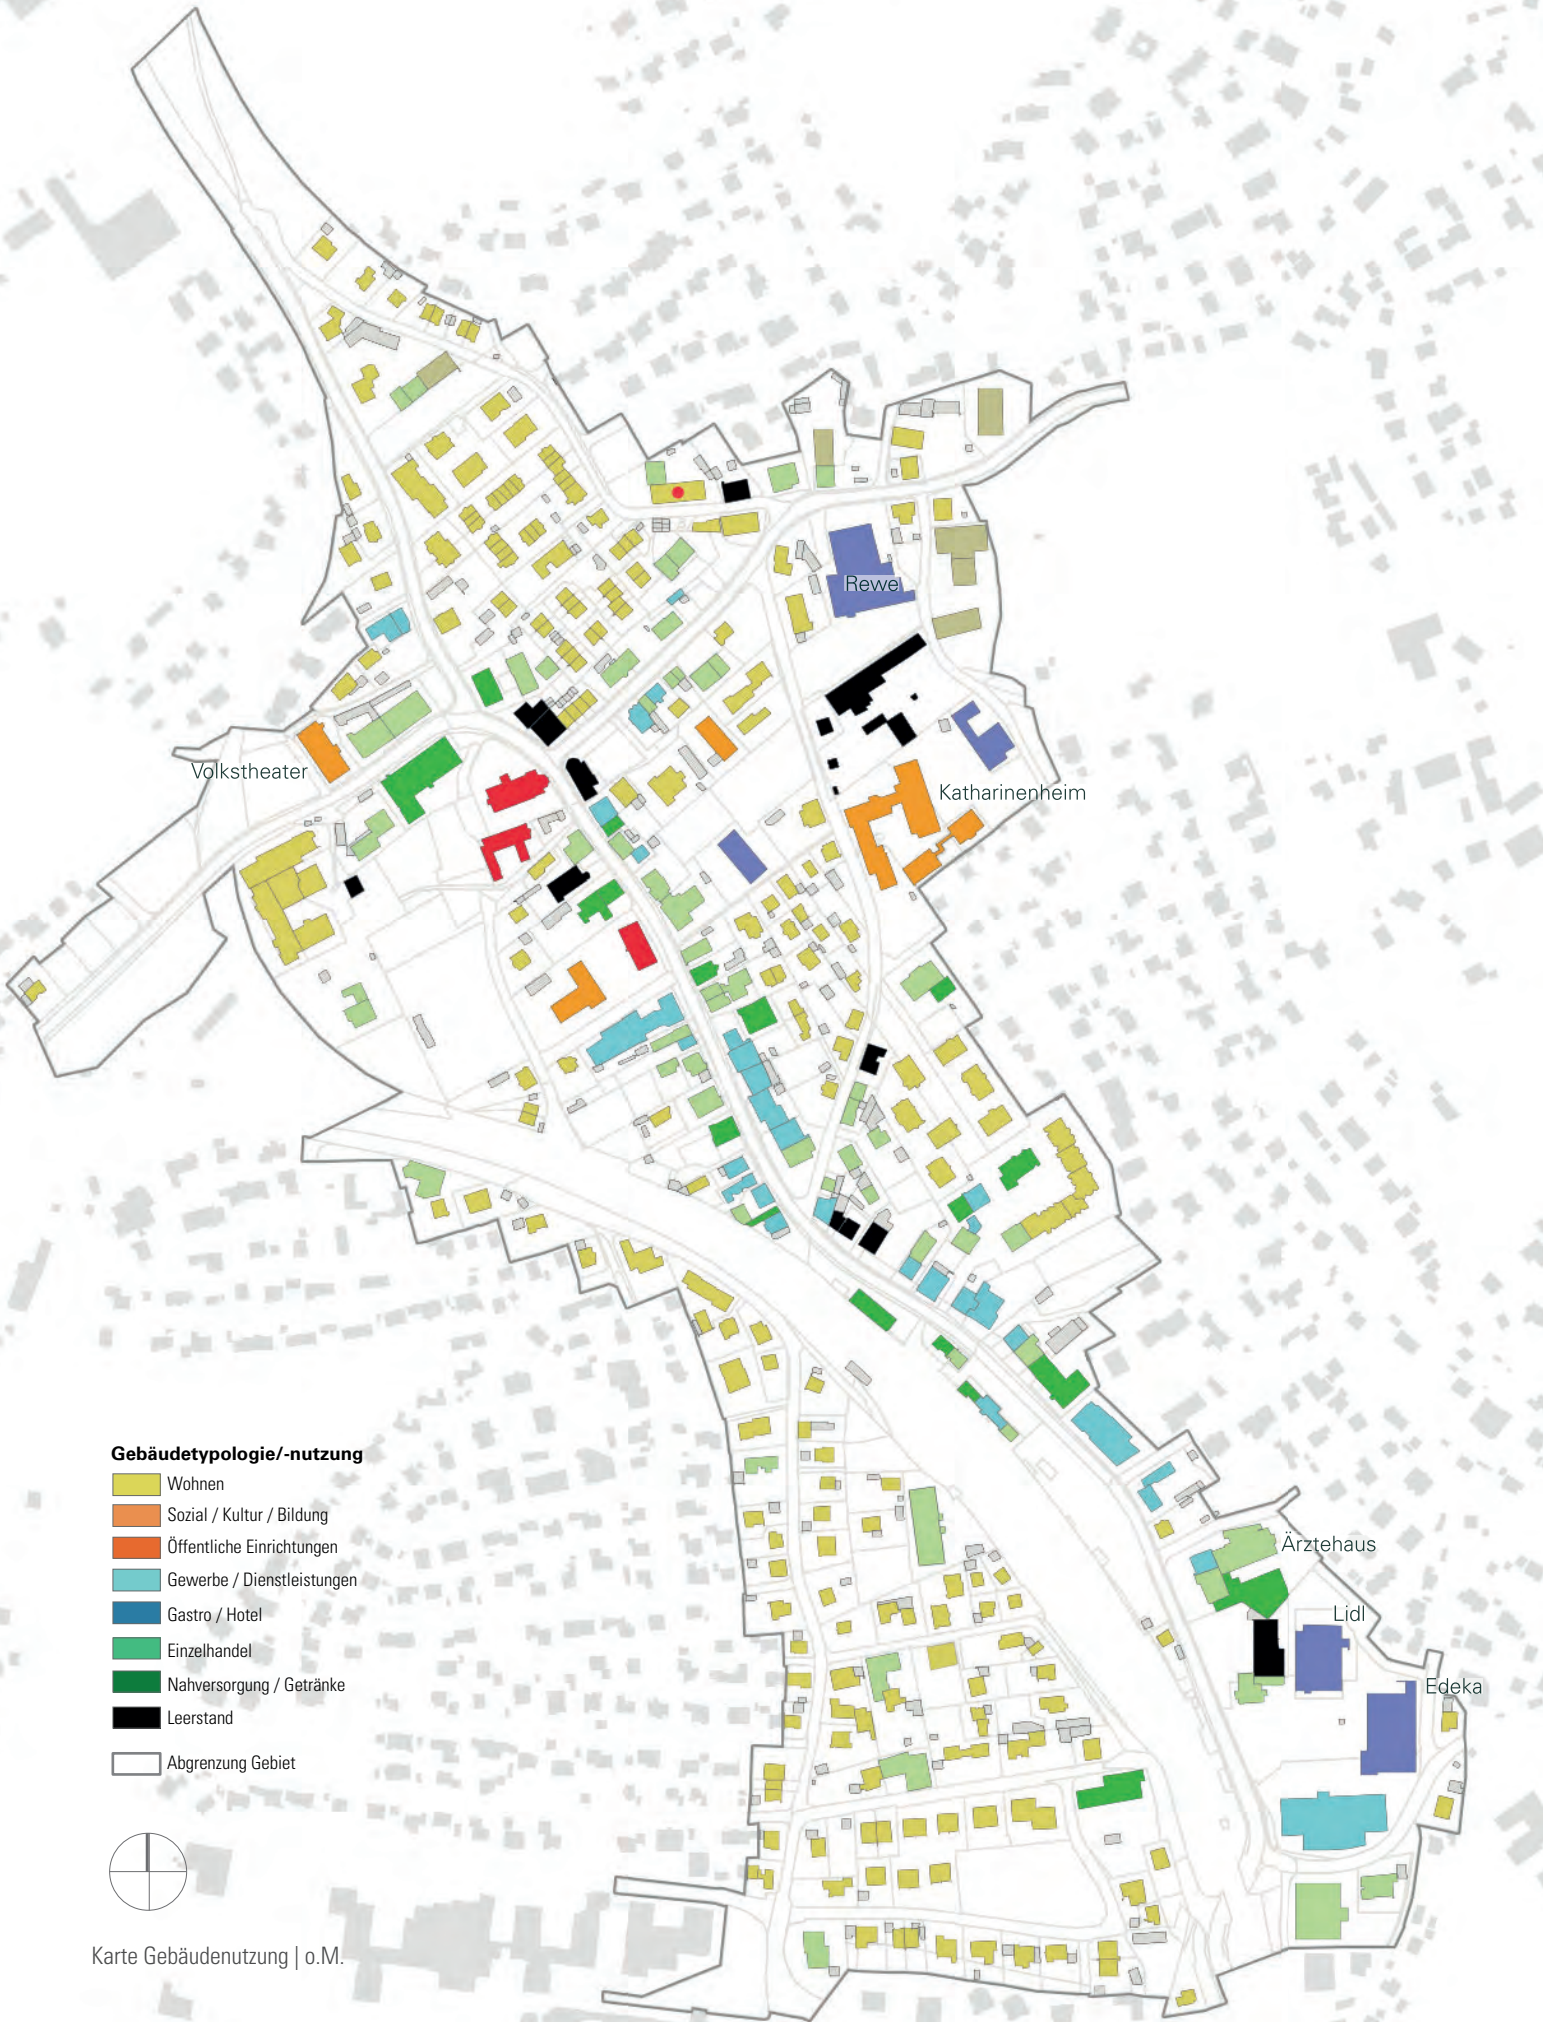 Rewe
Volkstheater
Katharinenheim
Gebäudetypologie/-nutzung
Wohnen
Sozial / Kultur / Bildung
Öffentliche Einrichtungen
Gewerbe / Dienstleistungen
Gastro / Hotel
Einzelhandel
Nahversorgung / Getränke
Leerstand
Abgrenzung Gebiet
Ärztehaus
Lidl
Edeka
Karte Gebäudenutzung | o.M.